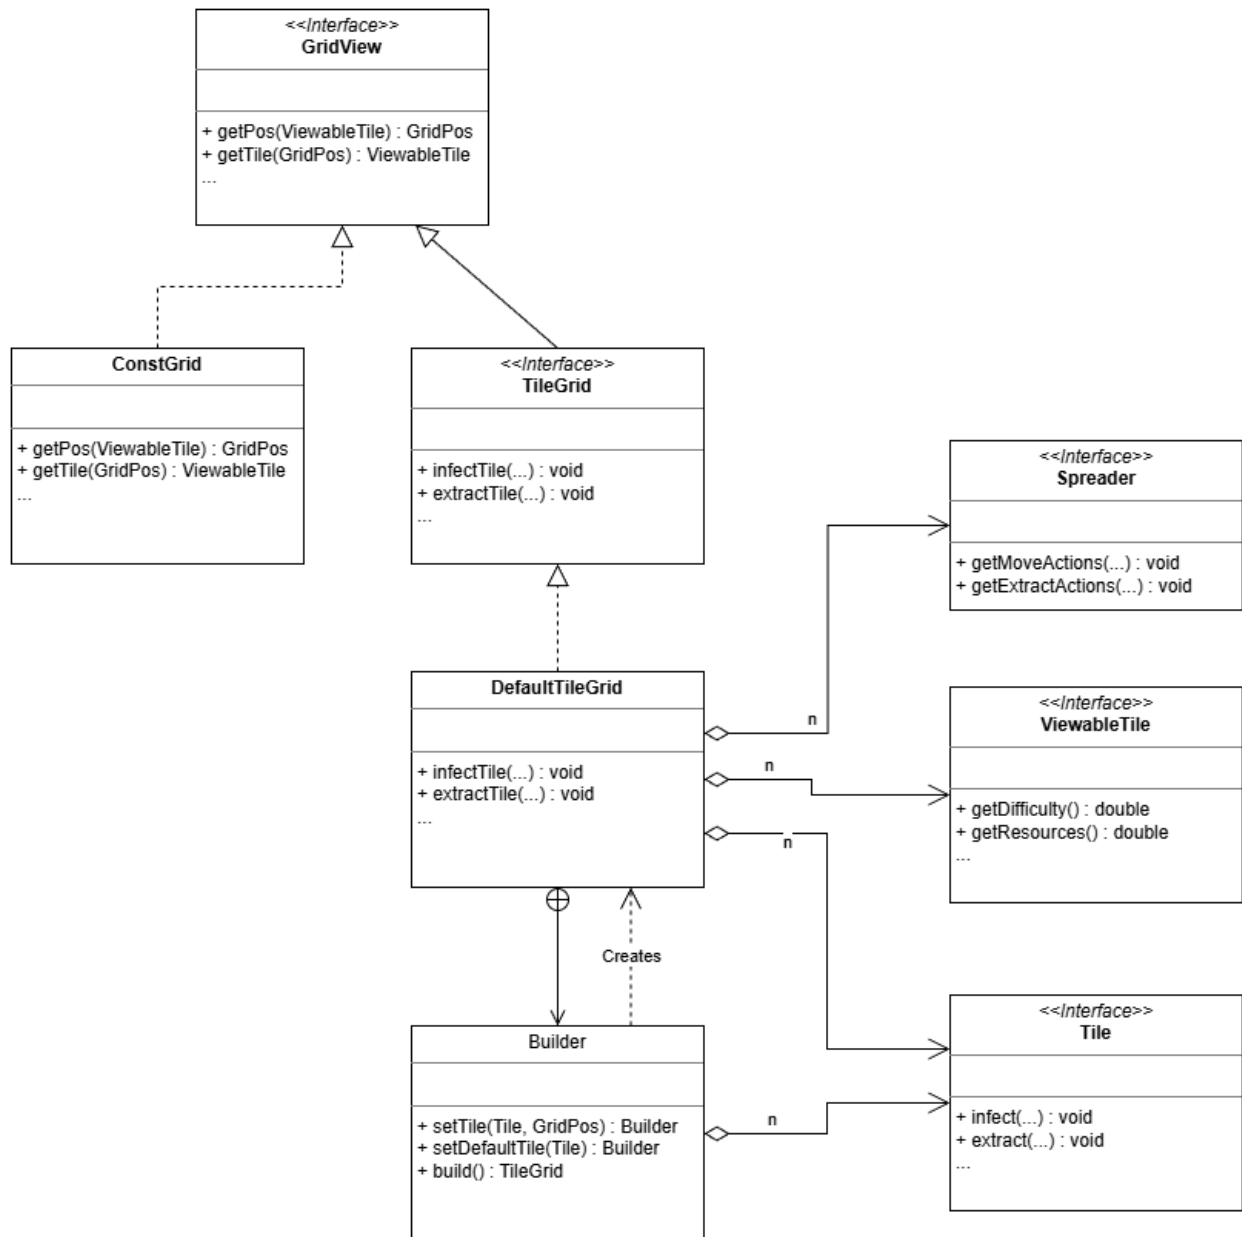 <<Interface>>
GridView
+ getPos(ViewableTile) : GridPos
+ getTile(GridPos) : ViewableTile
...
ConstGrid
+ getPos(ViewableTile) : GridPos
+ getTile(GridPos) : ViewableTile
...
<<Interface>>
TileGrid
+ infectTile(...) : void
+ extractTile(...) : void
...
<<Interface>>
Spreader
+ getMoveActions(...) : void
+ getExtractActions(...) : void
DefaultTileGrid
+ infectTile(...) : void
+ extractTile(...) : void
...
n
n
n
<<Interface>>
ViewableTile
+ getDifficulty() : double
+ getResources() : double
...
Creates
Builder
+ setTile(Tile, GridPos) : Builder
+ setDefaultTile(Tile) : Builder
+ build() : TileGrid
n
<<Interface>>
Tile
+ infect(...) : void
+ extract(...) : void
...